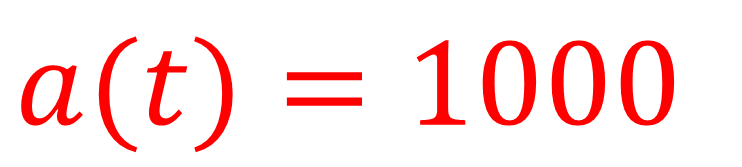 a(t) = 1000